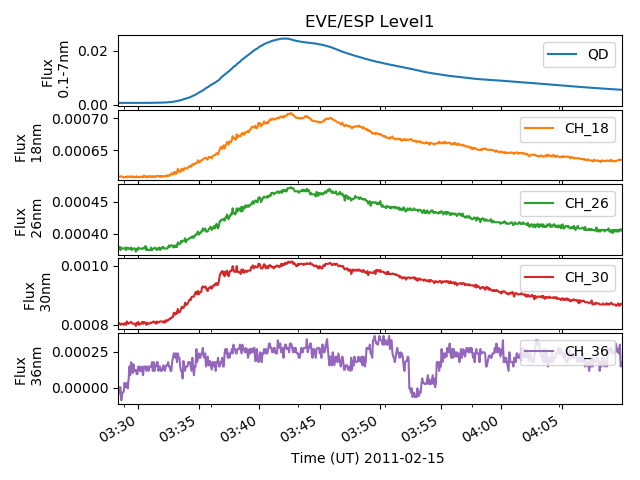 EVE/ESP Level1
Flux
0.1-7nm
0.02
0.00
QD
Flux
18nm
0.00070
0.00065
CH_18
Flux
26nm
0.00045
0.00040
CH_26
Flux
30nm
0.0010
0.0008
CH_30
Flux
36nm
0.00025
0.00000
CH_36
03:30 03:35 03:40 03:45 03:50 03:55 04:00 04:05
Time (UT) 2011-02-15